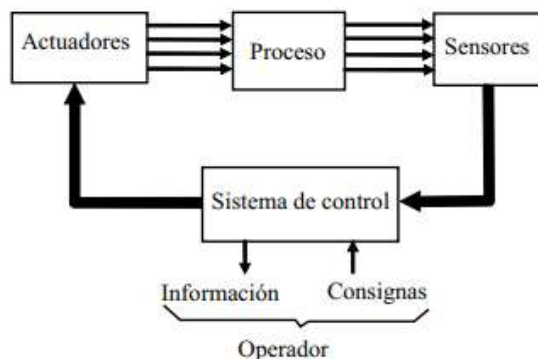 Actuadores
Proceso
Sensores
Sistema de control
Información
Consignas
Operador